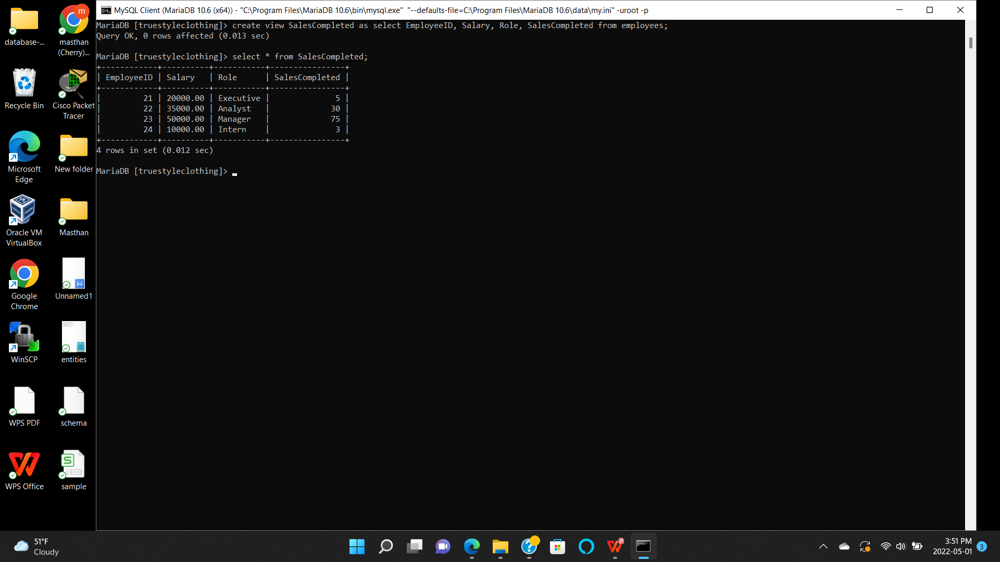 MySQL Client (MariaDB 10.6 (x64)) - "C:\Program Files\MariaDB 10.6\bin\mysql.exe"  "--defaults-file=C:\Program Files\MariaDB 10.6\data\my.ini" -uroot -p
MariaDB [truestyleclothing]> create view SalesCompleted as select EmployeeID, Salary, Role, SalesCompleted from employees;
Query OK, 0 rows affected (0.013 sec)
MariaDB [truestyleclothing]> select * from SalesCompleted;
+------------+----------+-----------+----------------+
| EmployeeID | Salary   | Role      | SalesCompleted |
+------------+----------+-----------+----------------+
|         21 | 20000.00 | Executive |              5 |
|         22 | 35000.00 | Analyst   |             30 |
|         23 | 50000.00 | Manager   |             75 |
|         24 | 10000.00 | Intern    |              3 |
+------------+----------+-----------+----------------+
4 rows in set (0.012 sec)
MariaDB [truestyleclothing]> _
database-...
m
masthan
(Cherry)...
Recycle Bin
Cisco Packet
Tracer
Microsoft
Edge
New folder
Oracle VM
VirtualBox
Masthan
Google
Chrome
Unnamed1
WinSCP
entities
WPS PDF
schema
WPS Office
sample
51°F
Cloudy
3:51 PM
2022-05-01
3